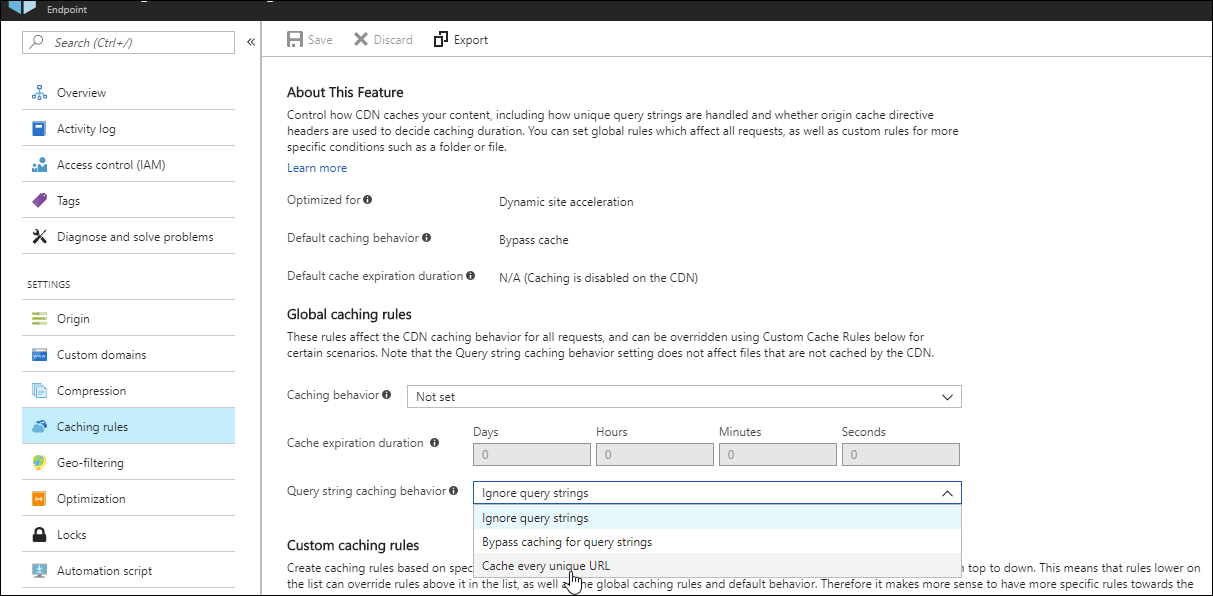 Endpoint
Search (Ctrl+/)
«
Save
Discard
Export
Overview
Activity log
Access control (IAM)
Tags
Diagnose and solve problems
SETTINGS
Origin
Custom domains
Compression
Caching rules
Geo-filtering
Optimization
Locks
Automation script
About This Feature
Control how CDN caches your content, including how unique query strings are handled and whether origin cache directive
headers are used to decide caching duration. You can set global rules which affect all requests, as well as custom rules for more
specific conditions such as a folder or file.
Learn more
Optimized for
Dynamic site acceleration
Default caching behavior
Bypass cache
Default cache expiration duration
N/A (Caching is disabled on the CDN)
Global caching rules
These rules affect the CDN caching behavior for all requests, and can be overridden using Custom Cache Rules below for
certain scenarios. Note that the Query string caching behavior setting does not affect files that are not cached by the CDN.
Caching behavior
Not set
Cache expiration duration
Days
Hours
Minutes
Seconds
0
0
0
0
Query string caching behavior
Ignore query strings
Ignore query strings
Bypass caching for query strings
Cache every unique URL
Custom caching rules
Create caching rules based on top to down. This means that rules lower on
the list can override rules above it in the list, as well global caching rules and default behavior. Therefore it makes more sense to have more specific rules towards the